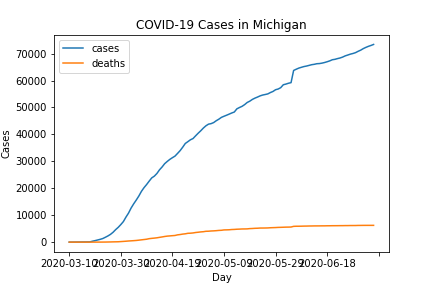 COVID-19 Cases in Michigan
cases
deaths
70000
60000
50000
40000
30000
20000
10000
0
Cases
2020-03-10 2020-03-30 2020-04-19 2020-05-09 2020-05-29 2020-06-18
Day